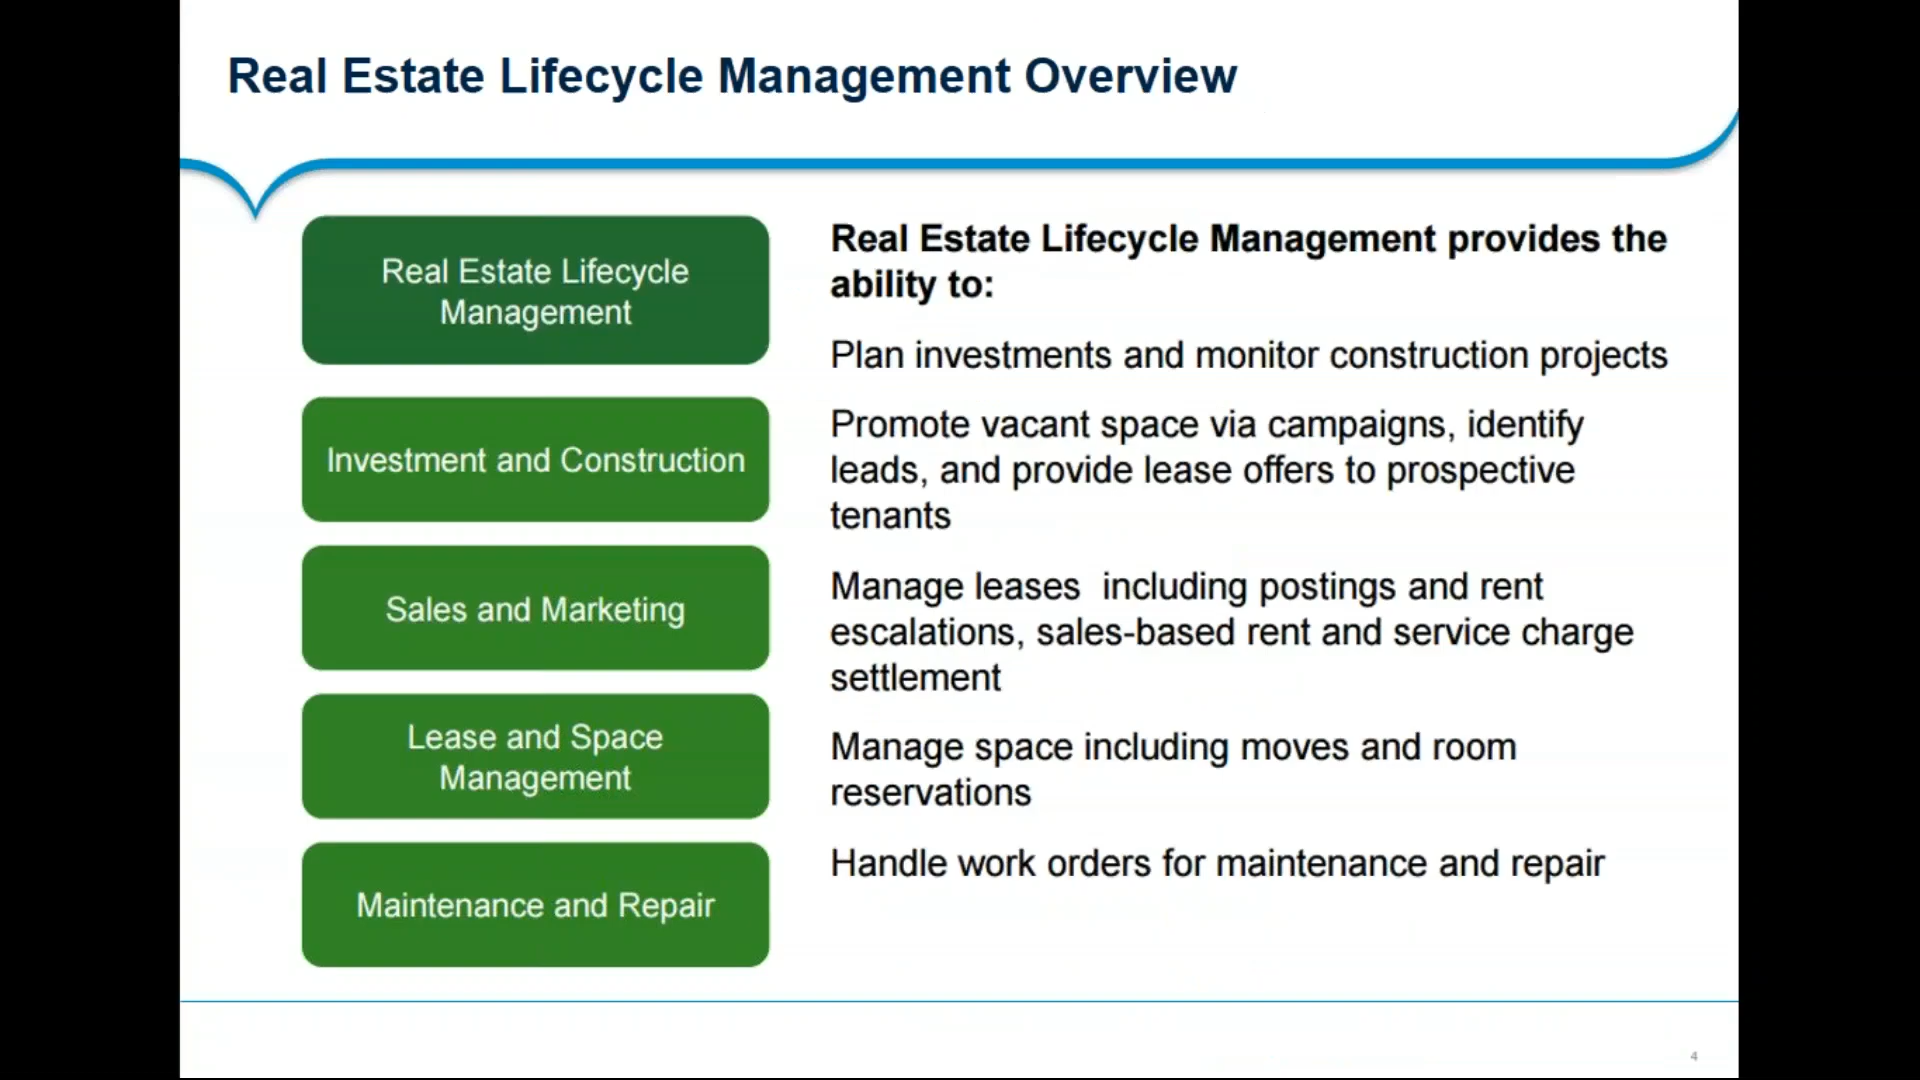 Real Estate Lifecycle Management Overview
Real Estate Lifecycle
Management
Investment and Construction
Sales and Marketing
Lease and Space
Management
Maintenance and Repair
Real Estate Lifecycle Management provides the
ability to:
Plan investments and monitor construction projects
Promote vacant space via campaigns, identify
leads, and provide lease offers to prospective
tenants
Manage leases  including postings and rent
escalations, sales-based rent and service charge
settlement
Manage space including moves and room
reservations
Handle work orders for maintenance and repair
4